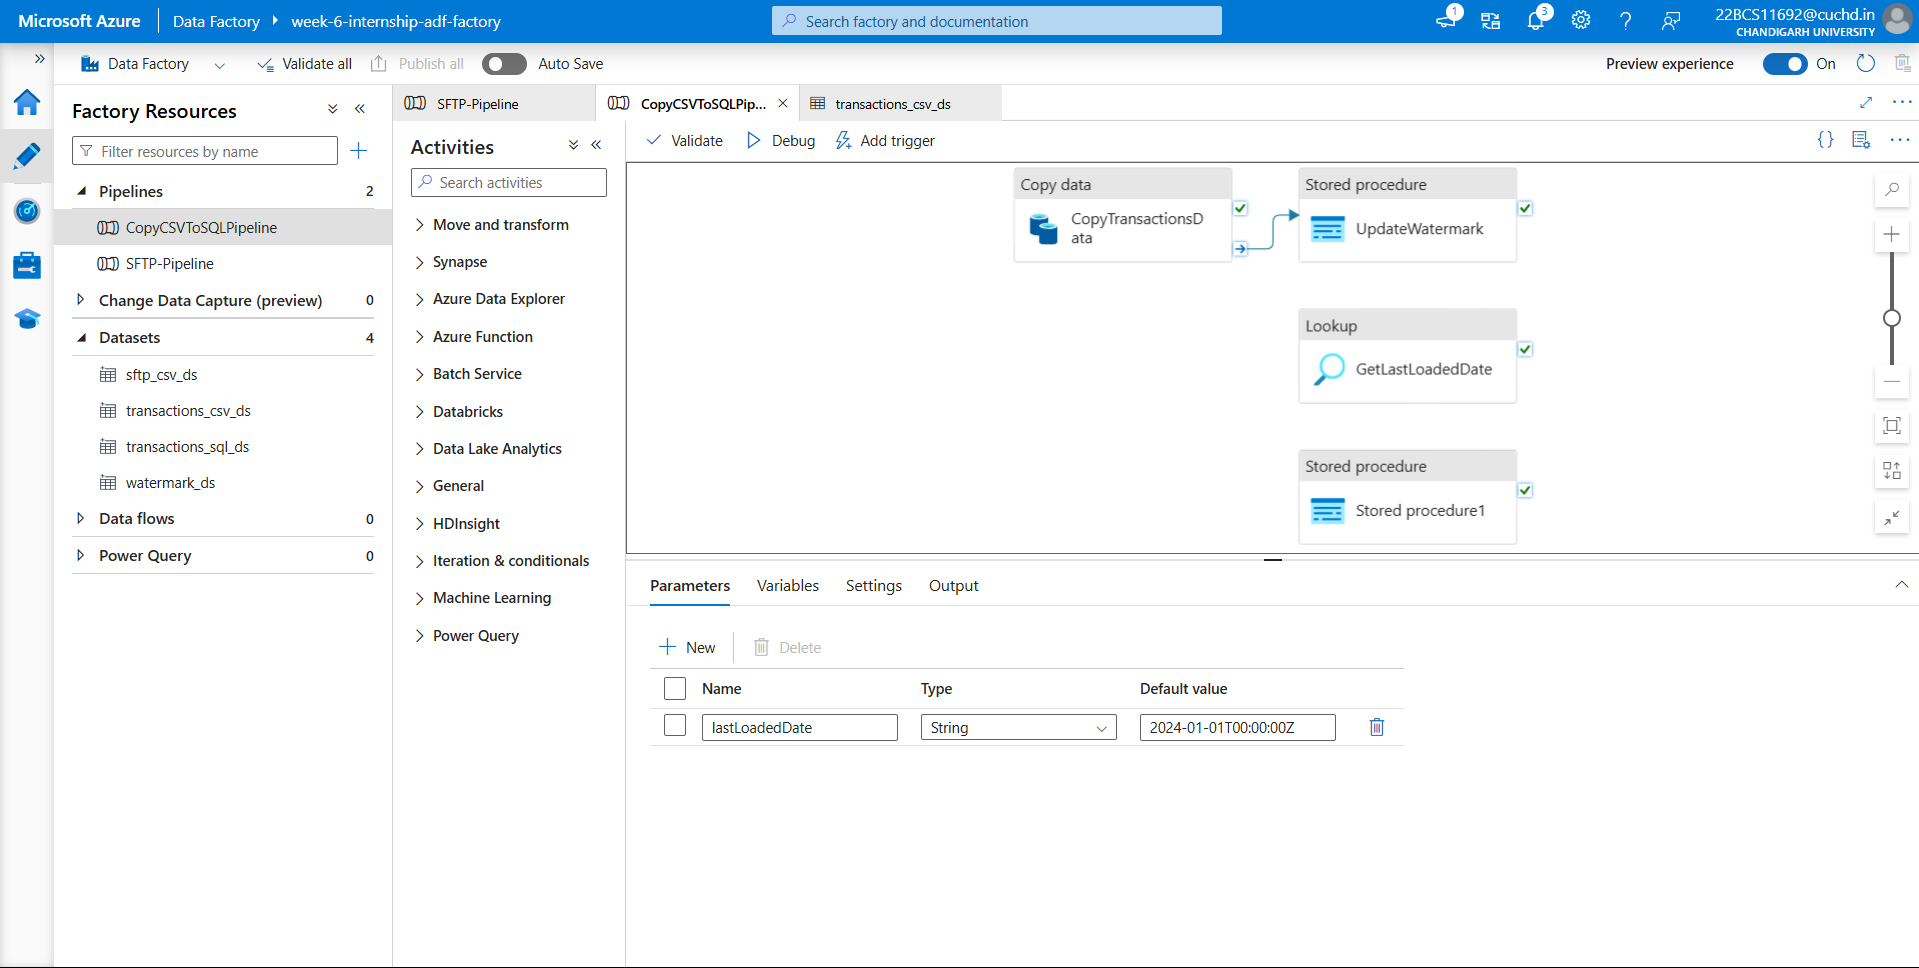 Microsoft Azure
Data Factory
week-6-internship-adf-factory
Search factory and documentation
1
3
22BCS11692@cuchd.in
CHANDIGARH UNIVERSITY
Data Factory
Validate all
Publish all
Auto Save
Preview experience
On
Factory Resources
Filter resources by name
Pipelines 2
CopyCSVToSQLPipeline
SFTP-Pipeline
Change Data Capture (preview) 0
Datasets 4
sftp_csv_ds
transactions_csv_ds
transactions_sql_ds
watermark_ds
Data flows 0
Power Query 0
SFTP-Pipeline
CopyCSVToSQLPip...
transactions_csv_ds
Activities
Search activities
Move and transform
Synapse
Azure Data Explorer
Azure Function
Batch Service
Databricks
Data Lake Analytics
General
HDInsight
Iteration & conditionals
Machine Learning
Power Query
Validate
Debug
Add trigger
Copy data
CopyTransactionsD
ata
Stored procedure
UpdateWatermark
Lookup
GetLastLoadedDate
Stored procedure
Stored procedure1
Parameters
Variables
Settings
Output
New
Delete
Name Type Default value
lastLoadedDate String 2024-01-01T00:00:00Z